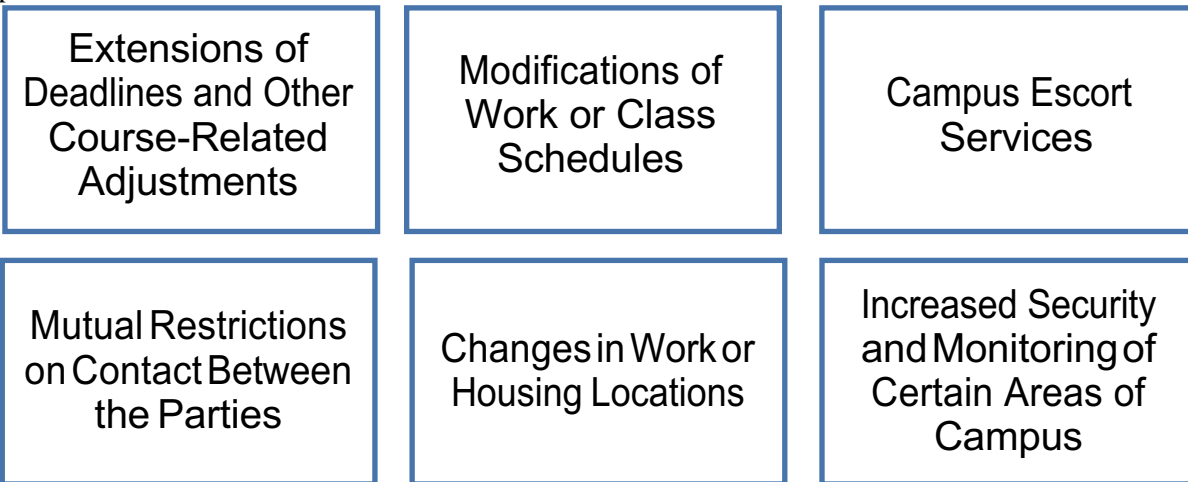 Extensions of
Deadlines and Other
Course-Related
Adjustments
Modifications of
Work or Class
Schedules
Campus Escort
Services
Mutual Restrictions
on Contact Between
the Parties
Changes in Work or
Housing Locations
Increased Security
and Monitoring of
Certain Areas of
Campus